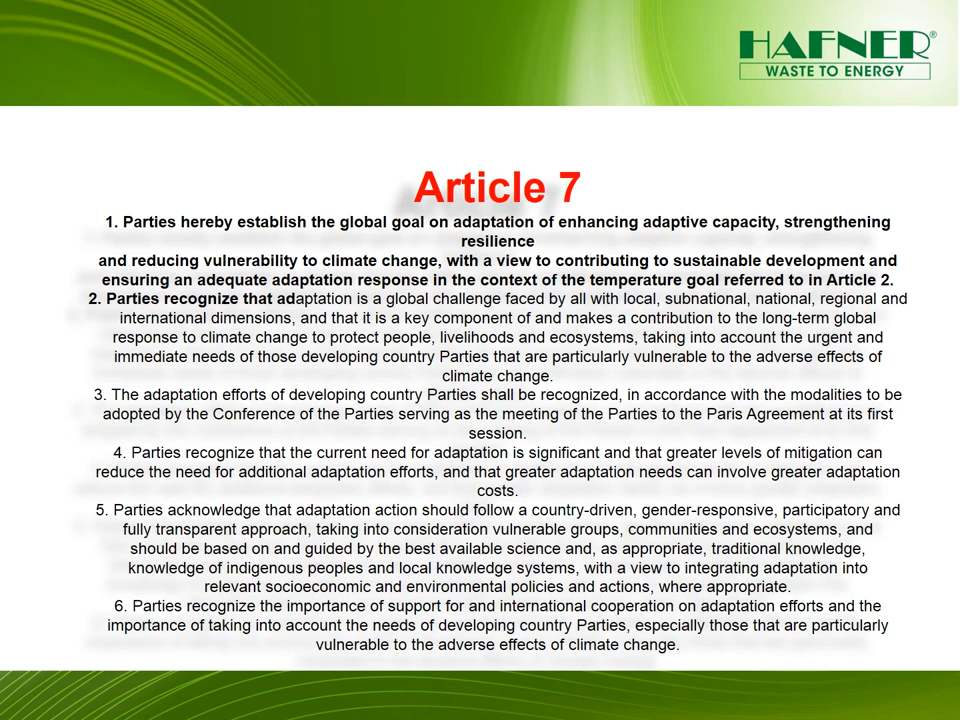 HAFNER®
WASTE TO ENERGY
Article 7
1. Parties hereby establish the global goal on adaptation of enhancing adaptive capacity, strengthening
resilience
and reducing vulnerability to climate change, with a view to contributing to sustainable development and
ensuring an adequate adaptation response in the context of the temperature goal referred to in Article 2.
2. Parties recognize that adaptation is a global challenge faced by all with local, subnational, national, regional and
international dimensions, and that it is a key component of and makes a contribution to the long-term global
response to climate change to protect people, livelihoods and ecosystems, taking into account the urgent and
immediate needs of those developing country Parties that are particularly vulnerable to the adverse effects of
climate change.
3. The adaptation efforts of developing country Parties shall be recognized, in accordance with the modalities to be
adopted by the Conference of the Parties serving as the meeting of the Parties to the Paris Agreement at its first
session.
4. Parties recognize that the current need for adaptation is significant and that greater levels of mitigation can
reduce the need for additional adaptation efforts, and that greater adaptation needs can involve greater adaptation
costs.
5. Parties acknowledge that adaptation action should follow a country-driven, gender-responsive, participatory and
fully transparent approach, taking into consideration vulnerable groups, communities and ecosystems, and
should be based on and guided by the best available science and, as appropriate, traditional knowledge,
knowledge of indigenous peoples and local knowledge systems, with a view to integrating adaptation into
relevant socioeconomic and environmental policies and actions, where appropriate.
6. Parties recognize the importance of support for and international cooperation on adaptation efforts and the
importance of taking into account the needs of developing country Parties, especially those that are particularly
vulnerable to the adverse effects of climate change.